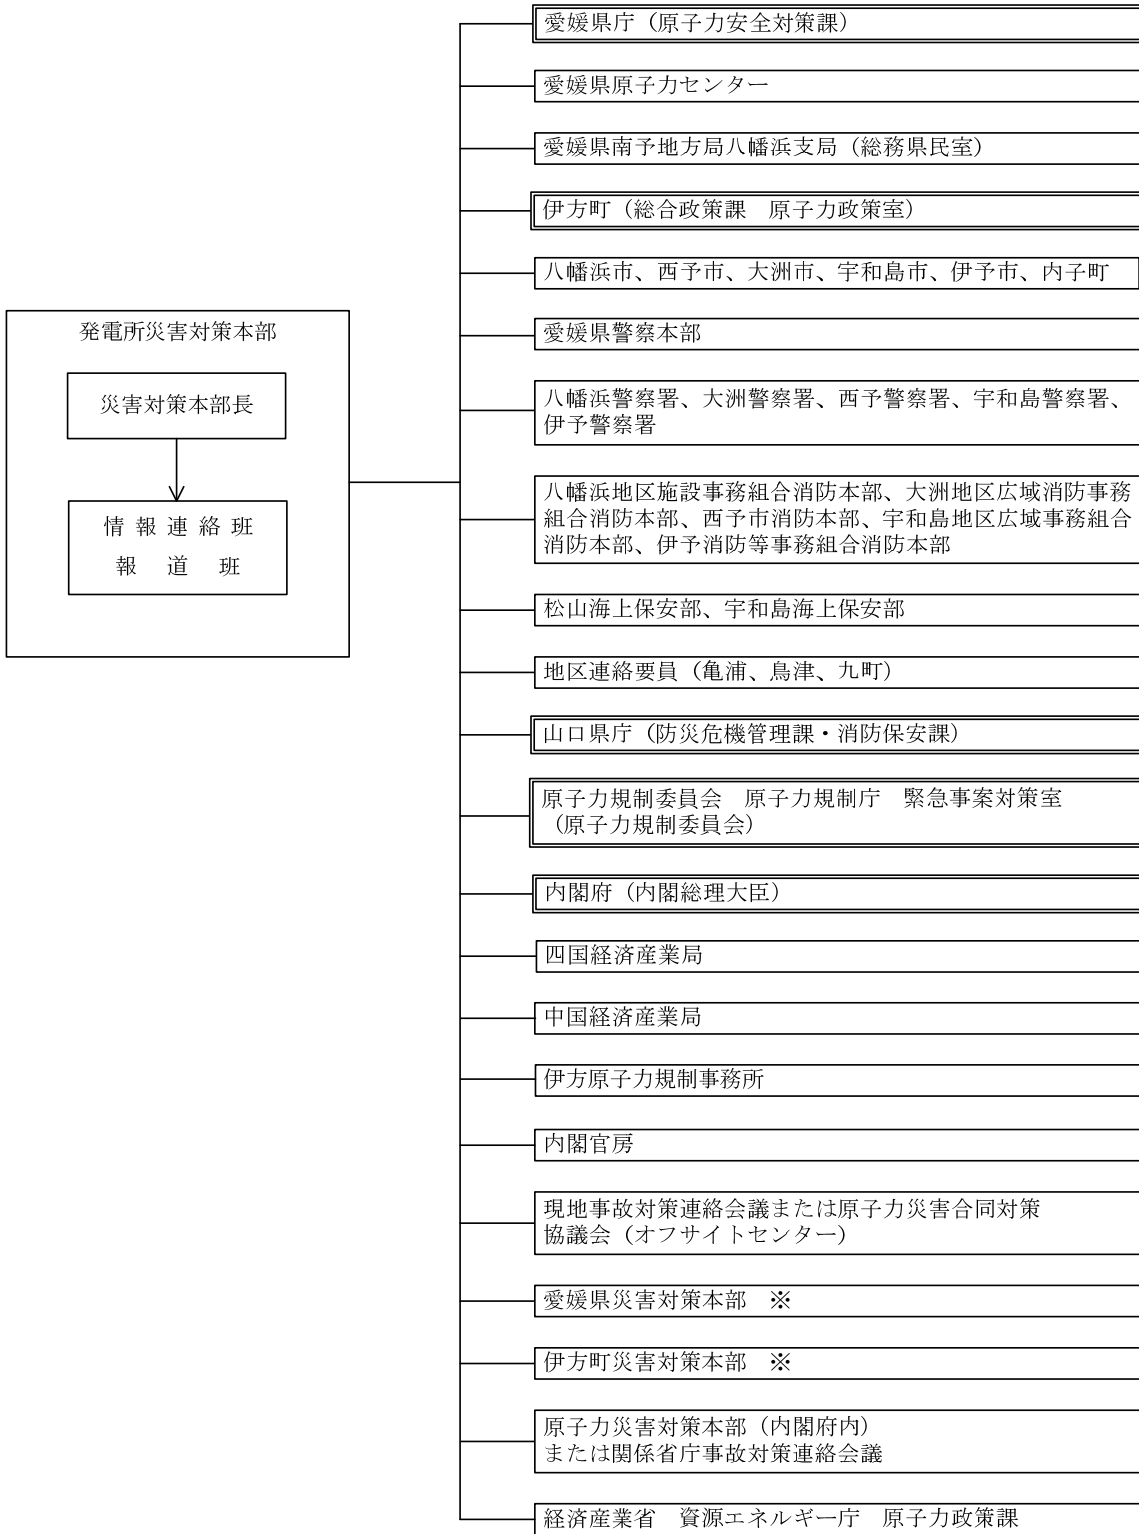 発電所災害対策本部
災害対策本部長
情報連絡班
報道班
愛媛県庁（原子力安全対策課）
愛媛県原子力センター
愛媛県南予地方局八幡浜支局（総務県民室）
伊方町（総合政策課　原子力政策室）
八幡浜市、西予市、大洲市、宇和島市、伊予市、内子町
愛媛県警察本部
八幡浜警察署、大洲警察署、西予警察署、宇和島警察署、
伊予警察署
八幡浜地区施設事務組合消防本部、大洲地区広域消防事務
組合消防本部、西予市消防本部、宇和島地区広域事務組合
消防本部、伊予消防等事務組合消防本部
松山海上保安部、宇和島海上保安部
地区連絡要員（亀浦、鳥津、九町）
山口県庁（防災危機管理課・消防保安課）
原子力規制委員会　原子力規制庁　緊急事案対策室
（原子力規制委員会）
内閣府（内閣総理大臣）
四国経済産業局
中国経済産業局
伊方原子力規制事務所
内閣官房
現地事故対策連絡会議または原子力災害合同対策
協議会（オフサイトセンター）
愛媛県災害対策本部　※
伊方町災害対策本部　※
原子力災害対策本部（内閣府内）
または関係省庁事故対策連絡会議
経済産業省　資源エネルギー庁　原子力政策課